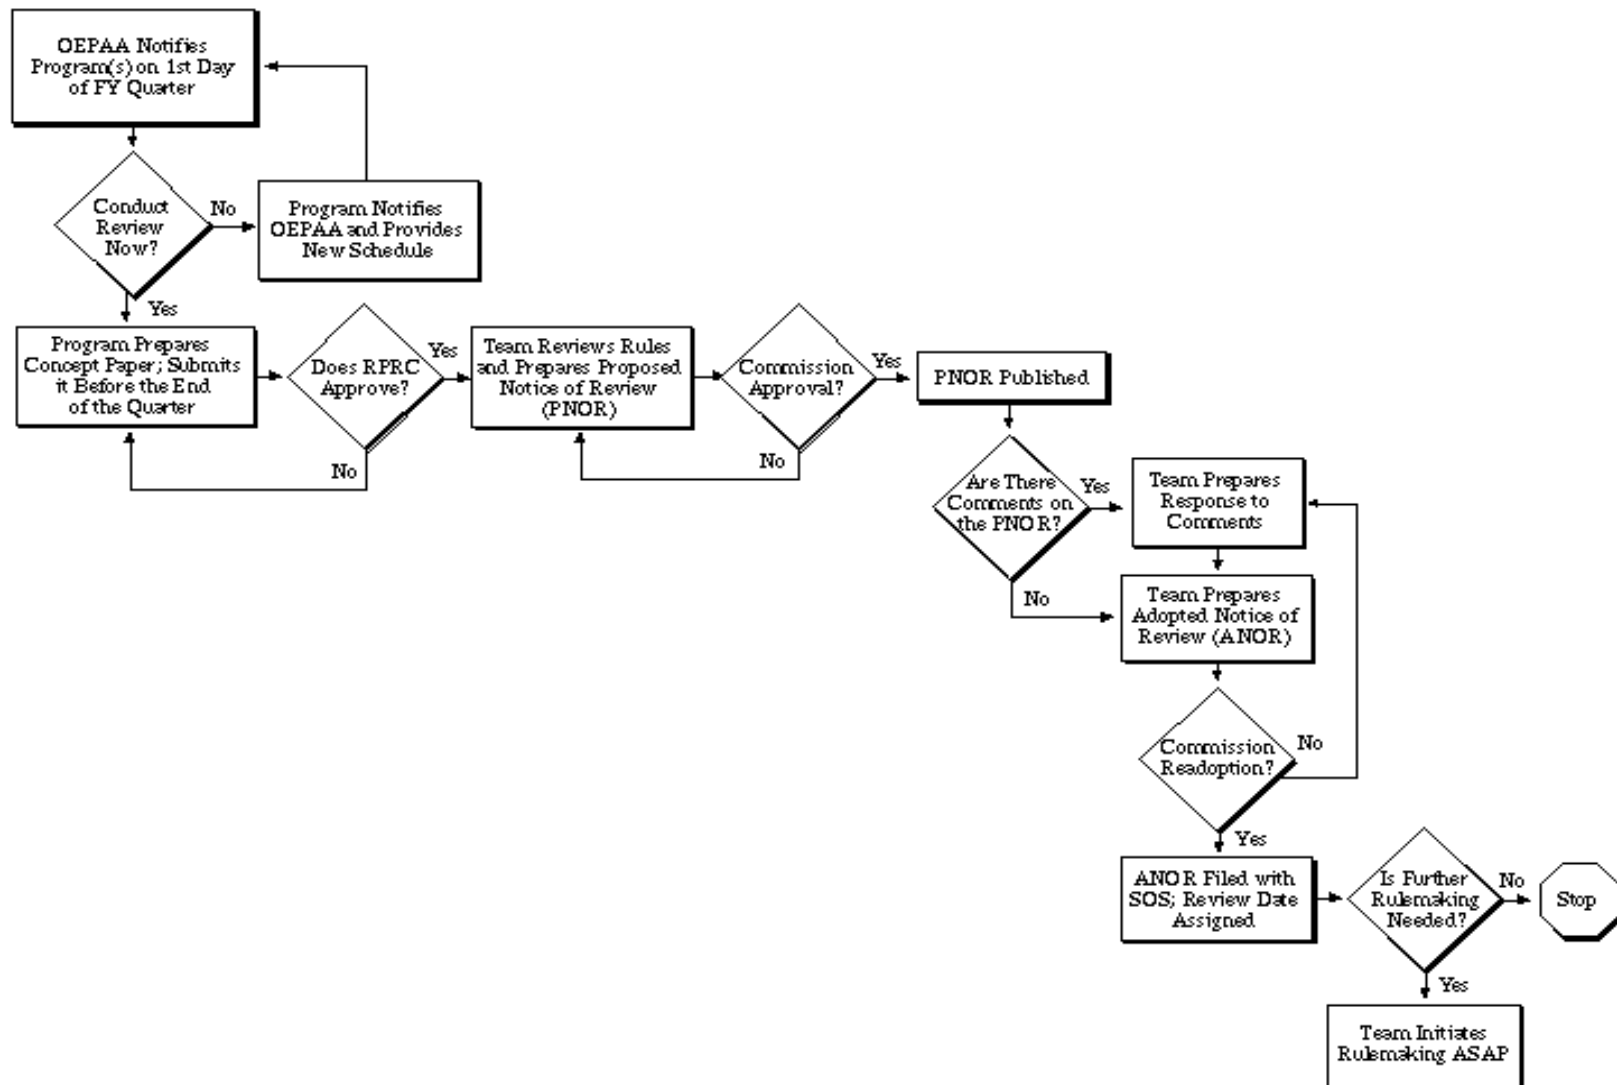 OEPAA Notifies
Program(s) on 1st Day
of FY Quarter
Conduct
Review
Now?
No
Program Notifies
OEPAA and Provides
New Schedule
Yes
Program Prepares
Concept Paper; Submits
it Before the End
of the Quarter
Does RPRC
Approve?
Yes
No
Team Reviews Rules
and Prepares Proposed
Notice of Review
(PNOR)
Commission
Approval?
Yes
No
PNOR Published
Are There
Comments on
the PNOR?
Yes
No
Team Prepares
Response to
Comments
Team Prepares
Adopted Notice of
Review (ANOR)
Commission
Readoption?
No
Yes
ANOR Filed with
SOS; Review Date
Assigned
Is Further
Rulemaking
Needed?
No
Stop
Yes
Team Initiates
Rulemaking ASAP